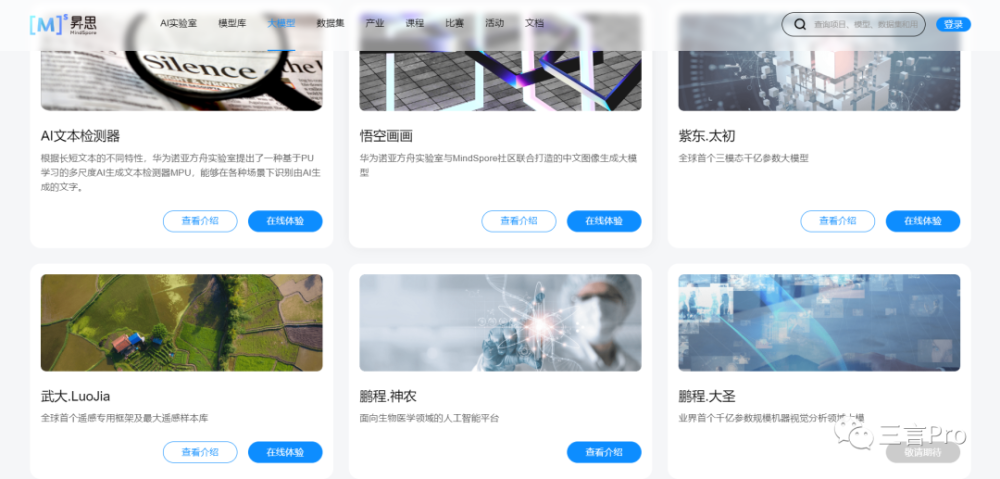 [M]s 昇思 MindSpore AI实验室 模型库 大模型 数据集 产业 课程 比赛 活动 文档 查询项目、模型、数据集和用 登录
Silence
AI文本检测器
根据长短文本的不同特性，华为诺亚方舟实验室提出了一种基于PU
学习的多尺度AI生成文本检测器MPU，能够在各种场景下识别由AI生
成的文字。
查看介绍 在线体验
悟空画画
华为诺亚方舟实验室与MindSpore社区联合打造的中文图像生成大模
型
查看介绍 在线体验
紫东.太初
全球首个三模态千亿参数大模型
查看介绍 在线体验
武大.LuoJia
全球首个遥感专用框架及最大遥感样本库
查看介绍 在线体验
鹏程.神农
面向生物医学领域的人工智能平台
查看介绍
鹏程.大圣
业界首个千亿参数规模机器视觉分析领域大模
敬请期待
三言Pro